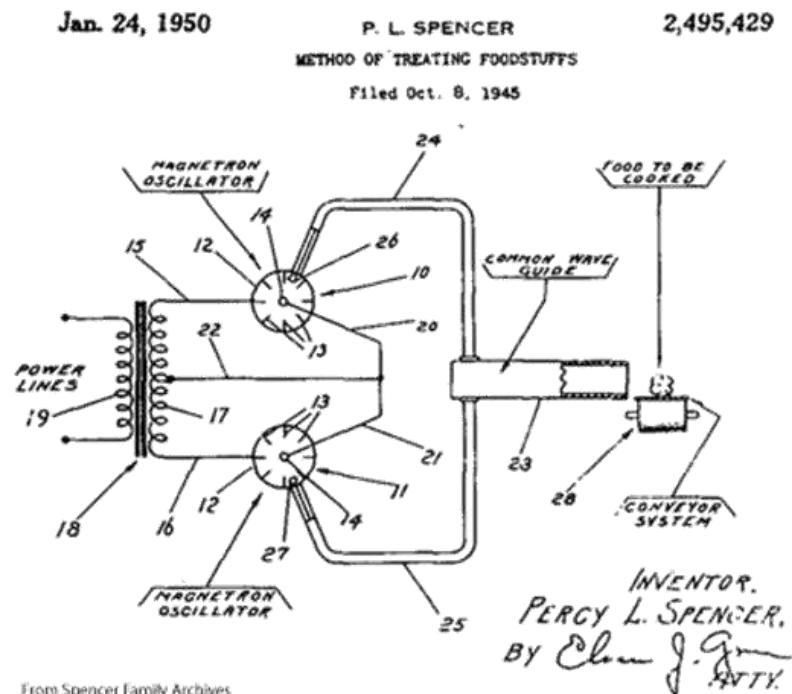 Jan. 24, 1950
P. L. SPENCER
2,495,429
METHOD OF TREATING FOODSTUFFS
Filed Oct. 8, 1945
24
MAGNETRON
OSCILLATOR
FOOD TO BE
COOKED
14
26
15
12
10
COMMON WAVE
GUIDE
20
22
13
POWER
LINES
19
17
13
21
23
28
12
11
18
16
14
27
CONVEYOR
SYSTEM
MAGNETRON
OSCILLATOR
25
INVENTOR.
PERCY L. SPENCER.
BY
ATTY.
From Spencer Family Archives